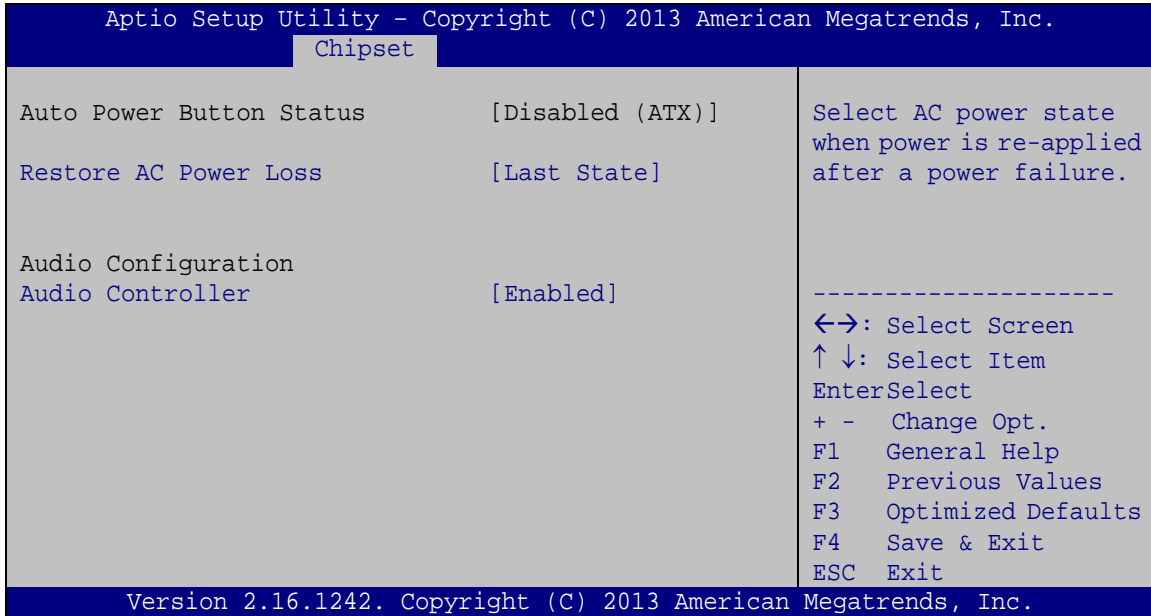 Aptio Setup Utility – Copyright (C) 2013 American Megatrends, Inc.
Chipset
Auto Power Button Status [Disabled (ATX)]
Restore AC Power Loss [Last State]
Audio Configuration
Audio Controller [Enabled]
Select AC power state
when power is re-applied
after a power failure.
---------------------
←→: Select Screen
↑ ↓: Select Item
EnterSelect
+ - Change Opt.
F1 General Help
F2 Previous Values
F3 Optimized Defaults
F4 Save & Exit
ESC Exit
Version 2.16.1242. Copyright (C) 2013 American Megatrends, Inc.